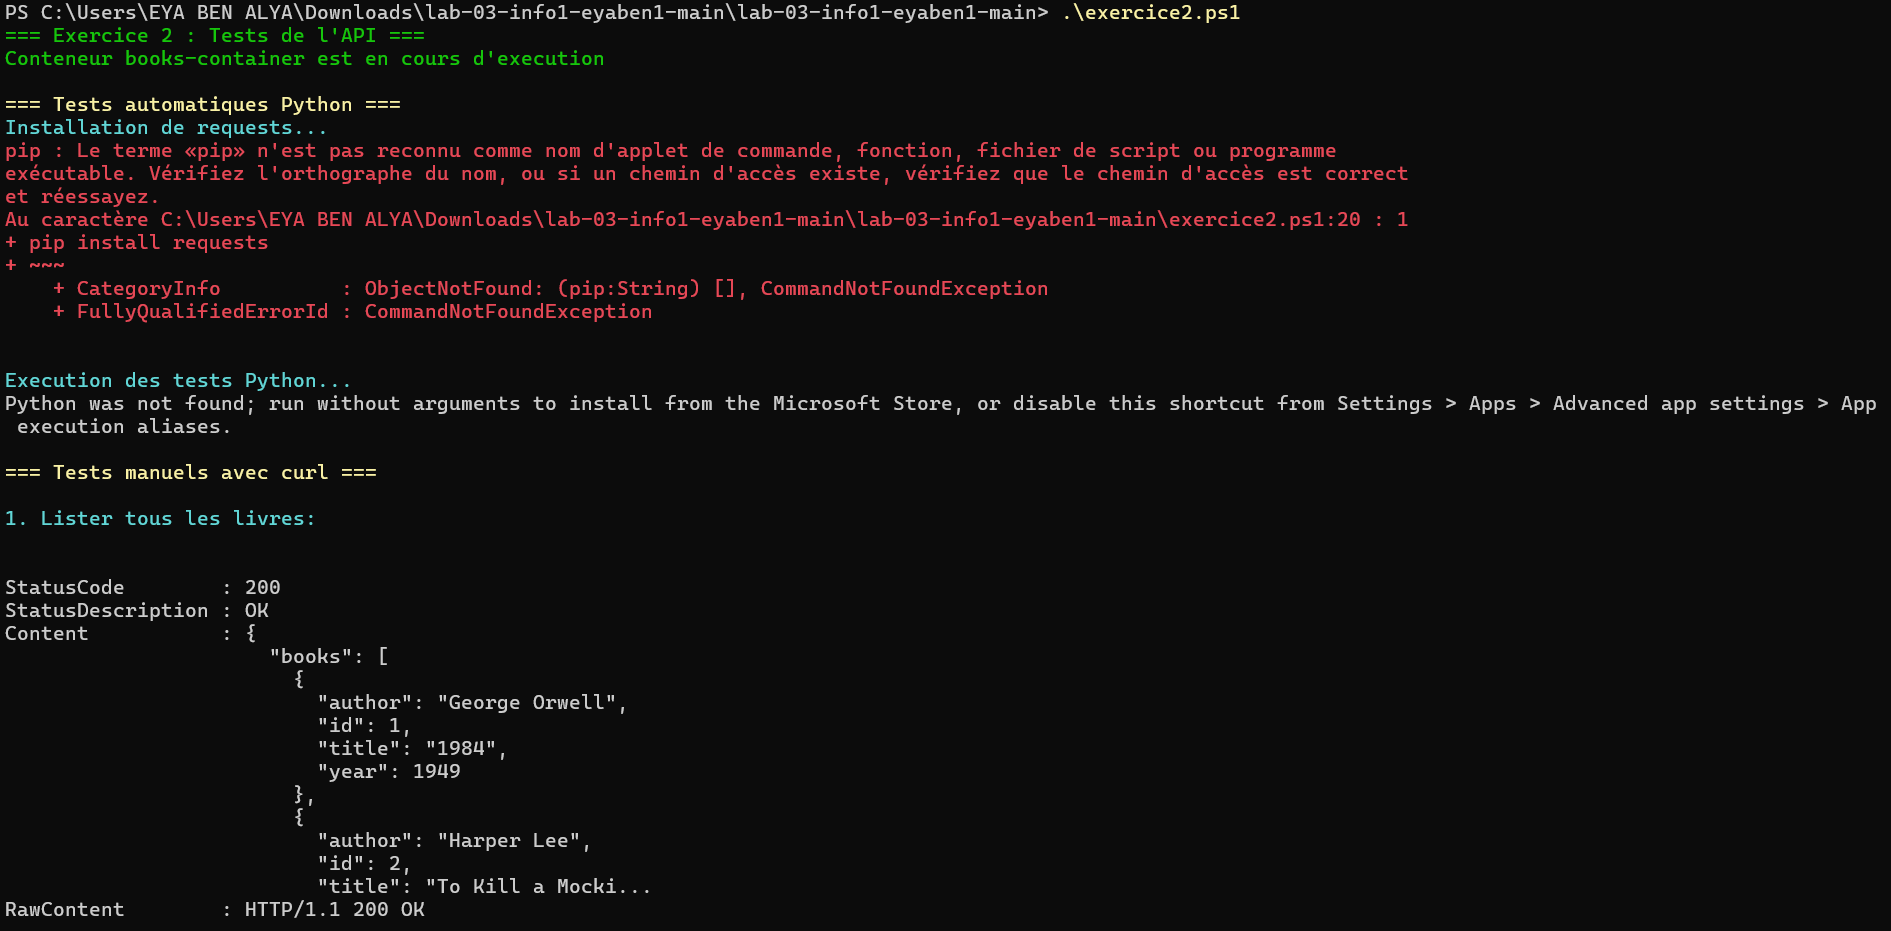 PS C:\Users\EYA BEN ALYA\Downloads\lab-03-info1-eyaben1-main\lab-03-info1-eyaben1-main> .\exercice2.ps1
=== Exercice 2 : Tests de l'API ===
Conteneur books-container est en cours d'execution

=== Tests automatiques Python ===
Installation de requests...
pip : Le terme «pip» n'est pas reconnu comme nom d'applet de commande, fonction, fichier de script ou programme
exécutable. Vérifiez l'orthographe du nom, ou si un chemin d'accès existe, vérifiez que le chemin d'accès est correct
et réessayez.
Au caractère C:\Users\EYA BEN ALYA\Downloads\lab-03-info1-eyaben1-main\lab-03-info1-eyaben1-main\exercice2.ps1:20 : 1
+ pip install requests
+ ~~~
    + CategoryInfo          : ObjectNotFound: (pip:String) [], CommandNotFoundException
    + FullyQualifiedErrorId : CommandNotFoundException

Execution des tests Python...
Python was not found; run without arguments to install from the Microsoft Store, or disable this shortcut from Settings > Apps > Advanced app settings > App
 execution aliases.

=== Tests manuels avec curl ===

1. Lister tous les livres:

StatusCode        : 200
StatusDescription : OK
Content           : {
                      "books": [
                        {
                          "author": "George Orwell",
                          "id": 1,
                          "title": "1984",
                          "year": 1949
                        },
                        {
                          "author": "Harper Lee",
                          "id": 2,
                          "title": "To Kill a Mocki...
RawContent        : HTTP/1.1 200 OK